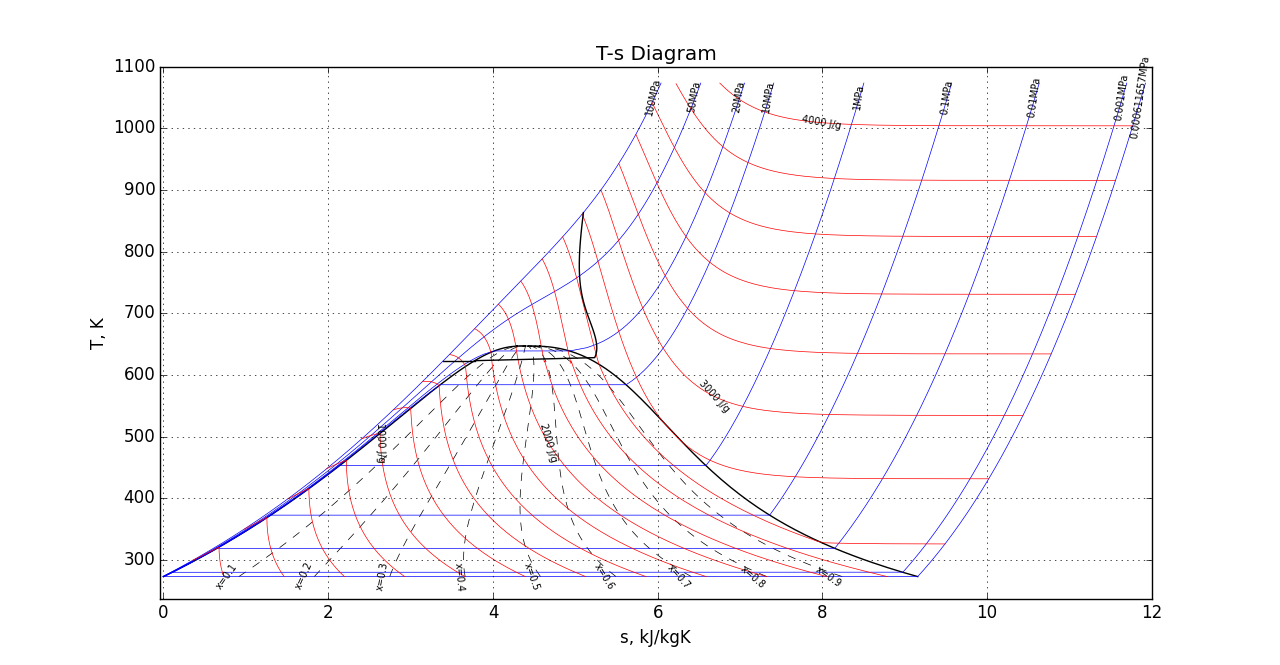 T-s Diagram
1100
1000
900
800
700
600
500
400
300
T, K
100MPa
50MPa
20MPa
10MPa
1MPa
0.1MPa
0.01MPa
0.001MPa
0.000611657MPa
4000 J/g
3000 J/g
2000 J/g
1000 J/g
x=0.1
x=0.2
x=0.3
x=0.4
x=0.5
x=0.6
x=0.7
x=0.8
x=0.9
0 2 4 6 8 10 12
s, kJ/kgK